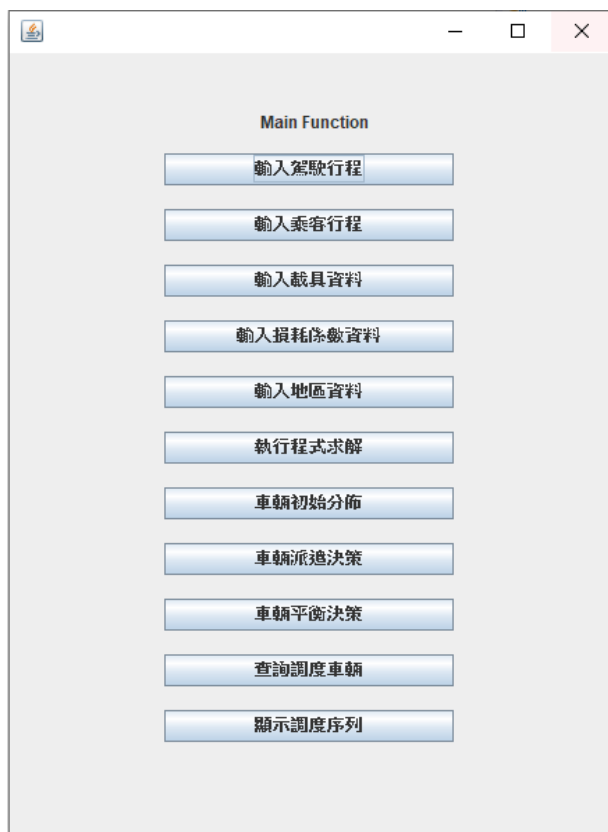 Main Function
輸入駕駛行程
輸入乘客行程
輸入載具資料
輸入損耗係數資料
輸入地區資料
執行程式求解
車輛初始分佈
車輛派遣決策
車輛平衡決策
查詢調度車輛
顯示調度序列